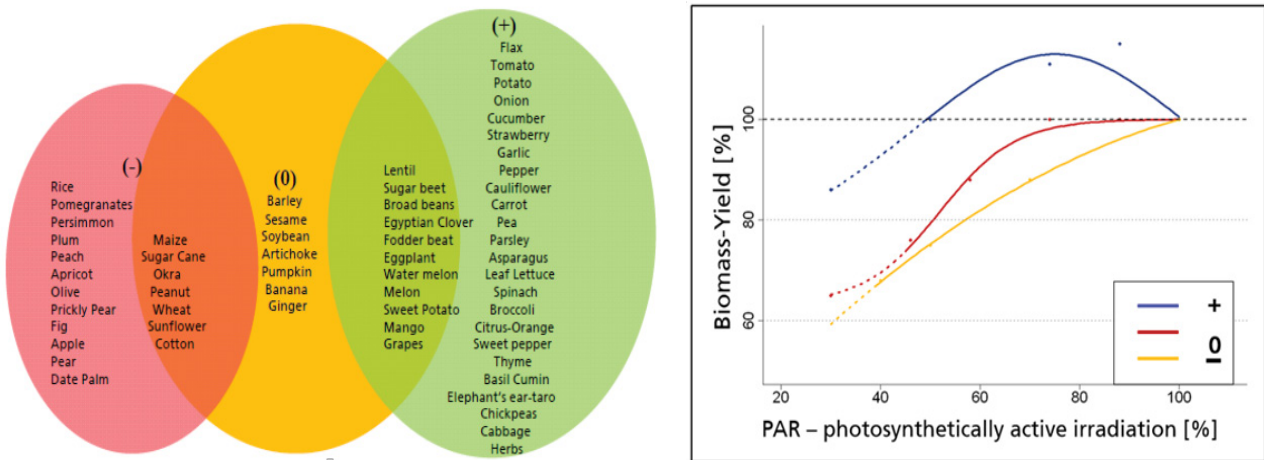 (-)
Rice
Pomegranates
Persimmon
Plum
Peach
Apricot
Olive
Prickly Pear
Fig
Apple
Pear
Date Palm
Maize
Sugar Cane
Okra
Peanut
Wheat
Sunflower
Cotton
(0)
Barley
Sesame
Soybean
Artichoke
Pumpkin
Banana
Ginger
Lentil
Sugar beet
Broad beans
Egyptian Clover
Fodder beat
Eggplant
Water melon
Melon
Sweet Potato
Mango
Grapes
(+)
Flax
Tomato
Potato
Onion
Cucumber
Strawberry
Garlic
Pepper
Cauliflower
Carrot
Pea
Parsley
Asparagus
Leaf Lettuce
Spinach
Broccoli
Citrus-Orange
Sweet pepper
Thyme
Basil Cumin
Elephant's ear-taro
Chickpeas
Cabbage
Herbs
Biomass-Yield [%]
100
80
60
20 40 60 80 100
PAR – photosynthetically active irradiation [%]
+
0
-